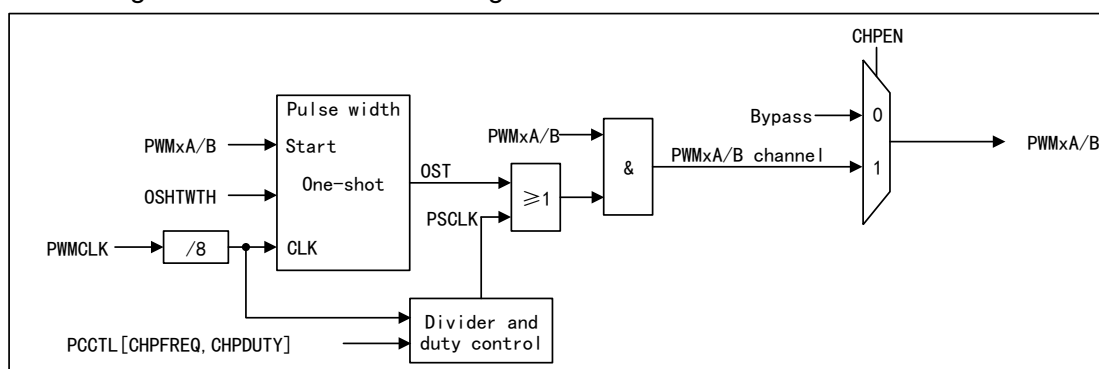 CHPEN
Pulse width
Bypass
0
PWMxA/B
Start
PWMxA/B
PWMxA/B
One-shot
OST
&
PWMxA/B channel
1
OSHTWTH
≥1
PSCLK
PWMCLK
/8
CLK
Divider and
duty control
PCCTL[CHPFREQ,CHPDUTY]